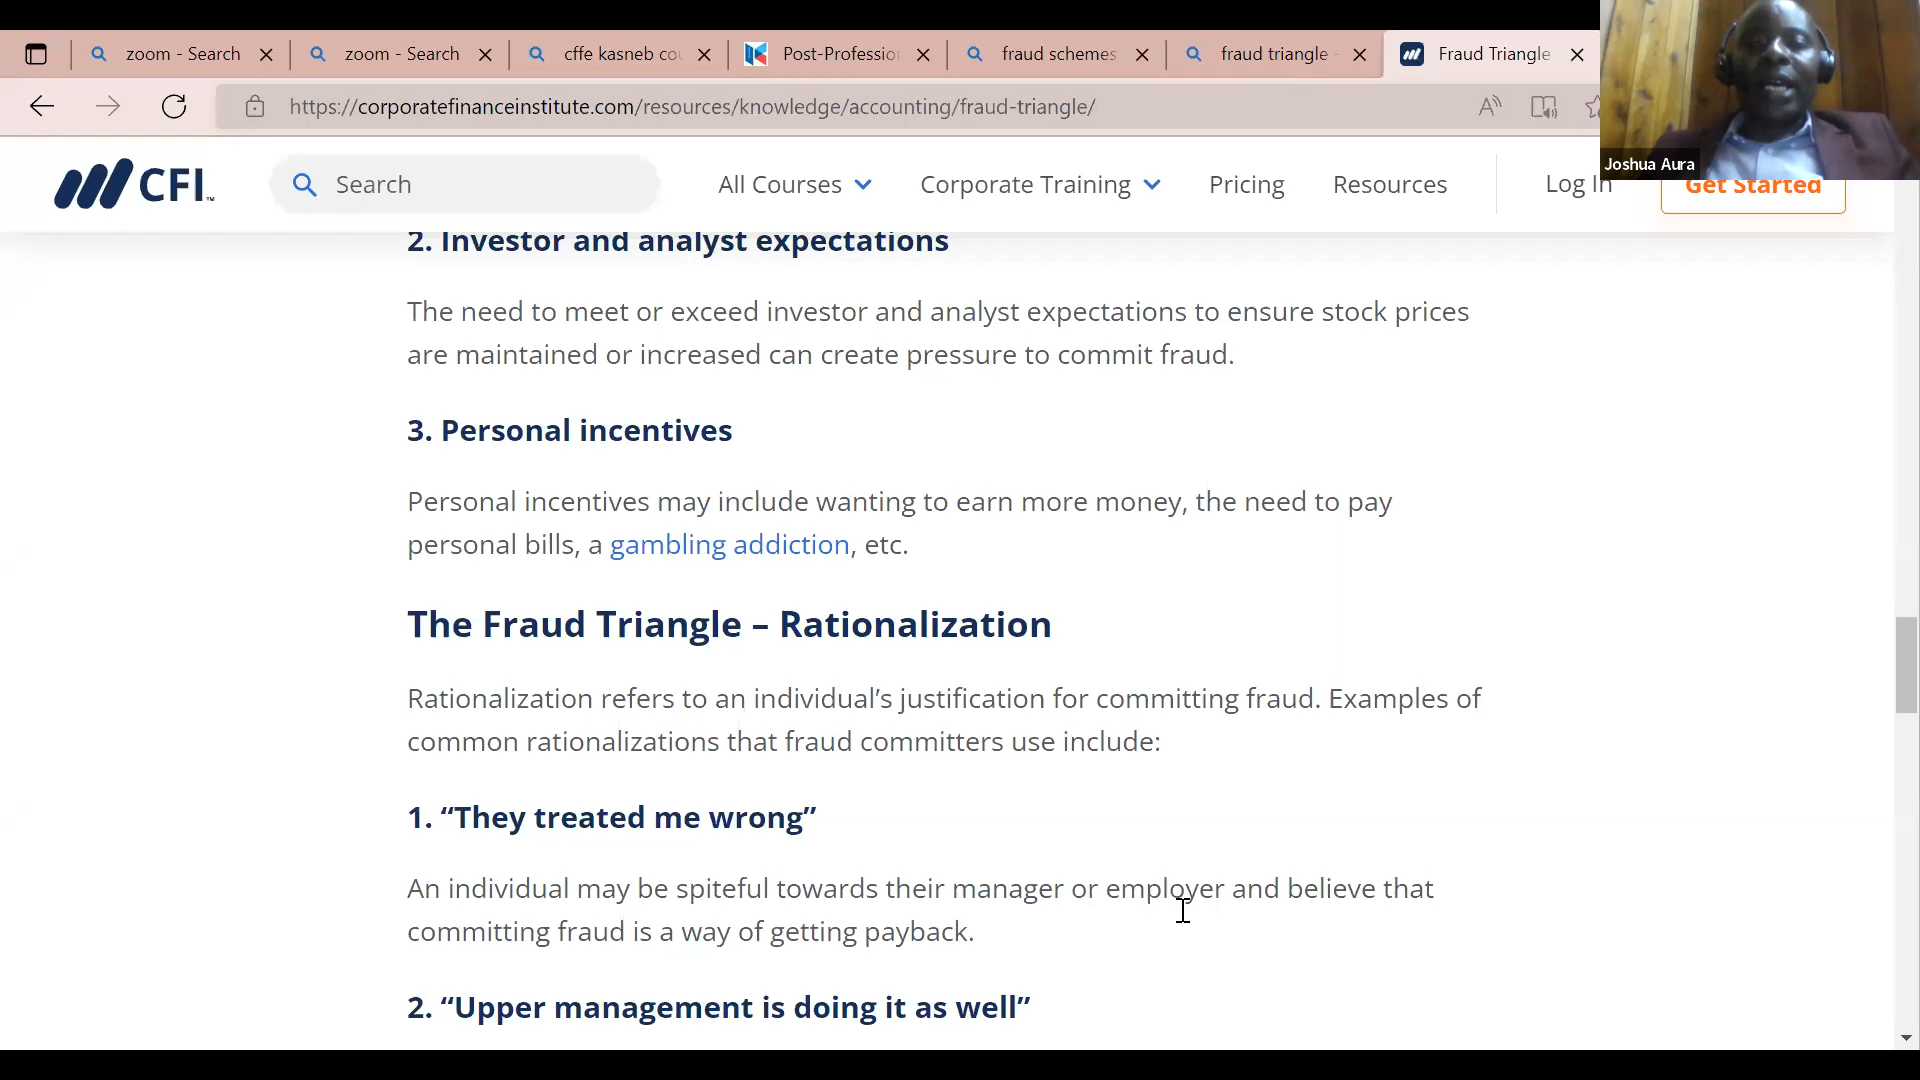 zoom - Search
zoom - Search
cffe kasneb co
Post-Professio
fraud schemes
fraud triangle -
Fraud Triangle
https://corporatefinanceinstitute.com/resources/knowledge/accounting/fraud-triangle/
Joshua Aura
CFI™
Search
All Courses
Corporate Training
Pricing
Resources
Log In
Get Started
2. Investor and analyst expectations
The need to meet or exceed investor and analyst expectations to ensure stock prices
are maintained or increased can create pressure to commit fraud.
3. Personal incentives
Personal incentives may include wanting to earn more money, the need to pay
personal bills, a gambling addiction, etc.
The Fraud Triangle – Rationalization
Rationalization refers to an individual’s justification for committing fraud. Examples of
common rationalizations that fraud committers use include:
1. “They treated me wrong”
An individual may be spiteful towards their manager or employer and believe that
committing fraud is a way of getting payback.
2. “Upper management is doing it as well”